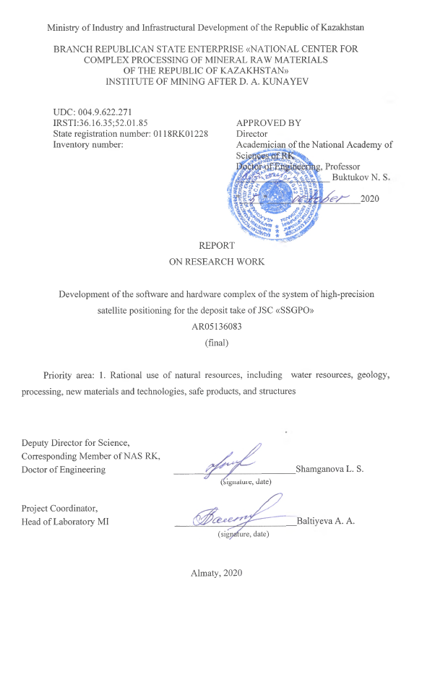 Ministry of Industry and Infrastructural Development of the Republic of Kazakhstan
BRANCH REPUBLICAN STATE ENTERPRISE «NATIONAL CENTER FOR
COMPLEX PROCESSING OF MINERAL RAW MATERIALS
OF THE REPUBLIC OF KAZAKHSTAN»
INSTITUTE OF MINING AFTER D. A. KUNAYEV
UDC: 004.9.622.271
IRSTI:36.16.35;52.01.85
State registration number: 0118RK01228
Inventory number:
APPROVED BY
Director
Academician of the National Academy of
Sciences of RK,
Doctor of Engineering, Professor
Buktukov N. S.
october 2020
REPORT
ON RESEARCH WORK
Development of the software and hardware complex of the system of high-precision
satellite positioning for the deposit take of JSC «SSGPO»
AR05136083
(final)
Priority area: 1. Rational use of natural resources, including water resources, geology,
processing, new materials and technologies, safe products, and structures
Deputy Director for Science,
Corresponding Member of NAS RK,
Doctor of Engineering
Shamganova L. S.
(signature, date)
Project Coordinator,
Head of Laboratory MI
Baltiyeva A. A.
(signature, date)
Almaty, 2020